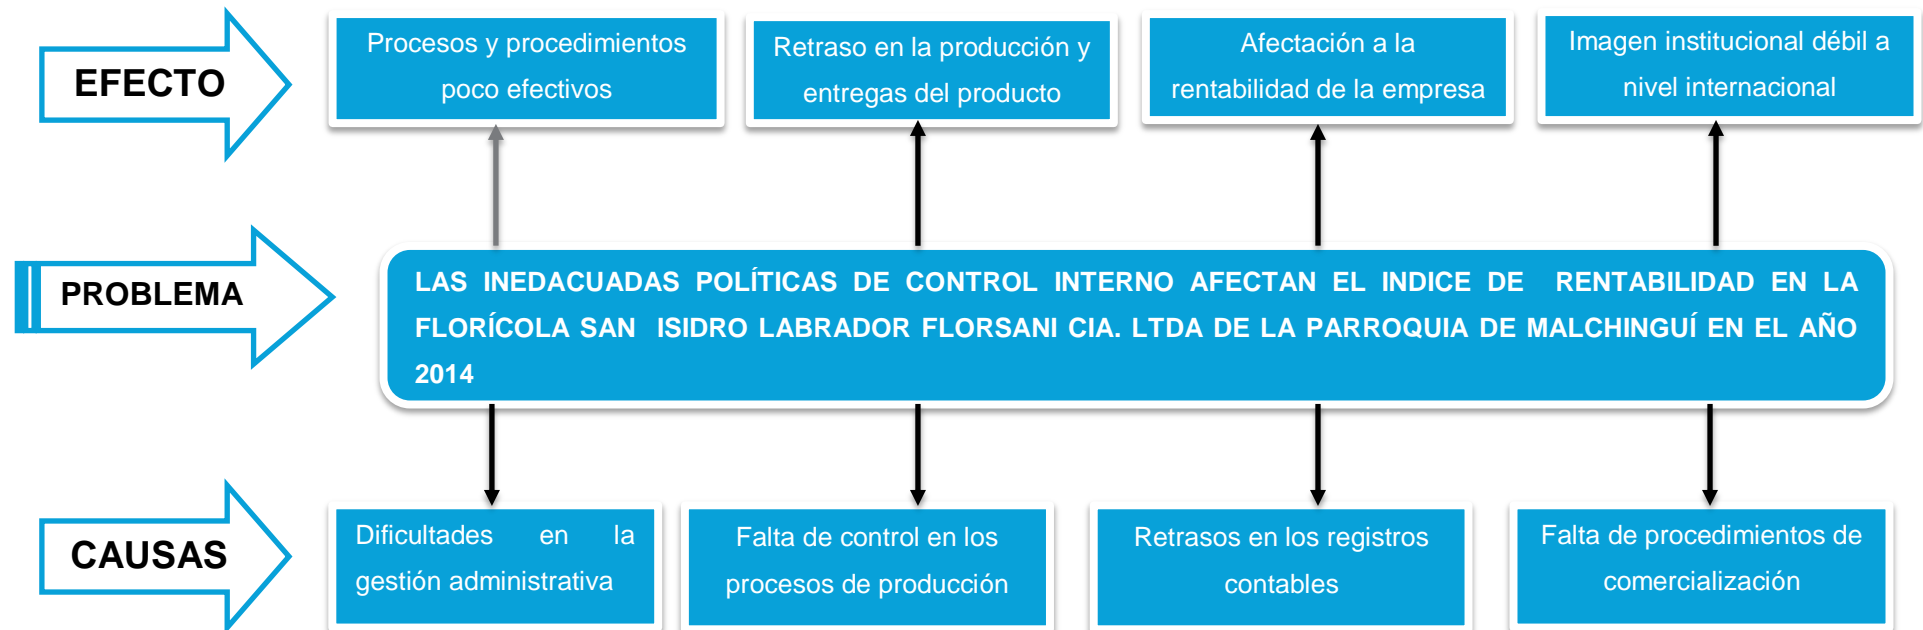 EFECTO
Procesos y procedimientos
poco efectivos
Retraso en la producción y
entregas del producto
Afectación a la
rentabilidad de la empresa
Imagen institucional débil a
nivel internacional
PROBLEMA
LAS INEDACUADAS POLÍTICAS DE CONTROL INTERNO AFECTAN EL INDICE DE RENTABILIDAD EN LA
FLORÍCOLA SAN ISIDRO LABRADOR FLORSANI CIA. LTDA DE LA PARROQUIA DE MALCHINGUÍ EN EL AÑO
2014
CAUSAS
Dificultades en la
gestión administrativa
Falta de control en los
procesos de producción
Retrasos en los registros
contables
Falta de procedimientos de
comercialización